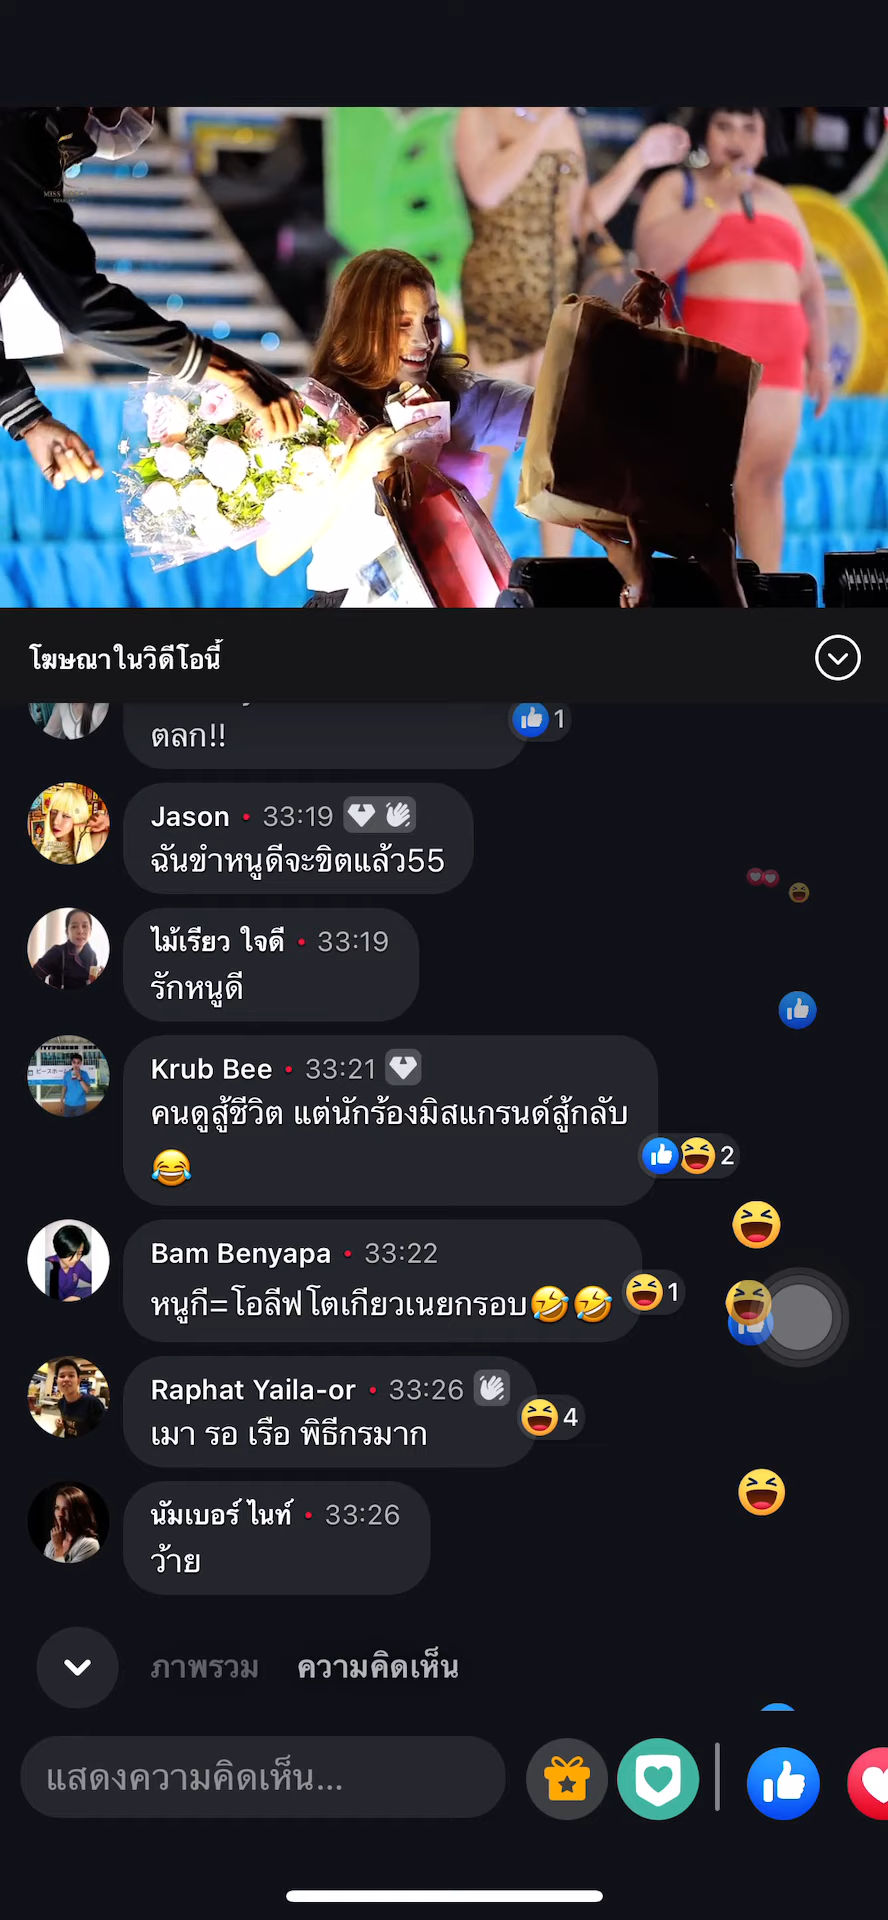 โฆษณาในวิดีโอนี้
ตลก!!
1
Jason • 33:19
ฉันขำหนูดีจะขิตแล้ว55
ไม้เรียว ใจดี • 33:19
รักหนูดี
Krub Bee • 33:21
คนดูสู้ชีวิต แต่นักร้องมิสแกรนด์สู้กลับ
😂
2
Bam Benyapa • 33:22
หนูกี=โอลีฟโตเกียวเนยกรอบ🤣🤣
1
Raphat Yaila-or • 33:26
เมา รอ เรือ พิธีกรมาก
4
นัมเบอร์ ไนท์ • 33:26
ว้าย
ภาพรวม ความคิดเห็น
แสดงความคิดเห็น...